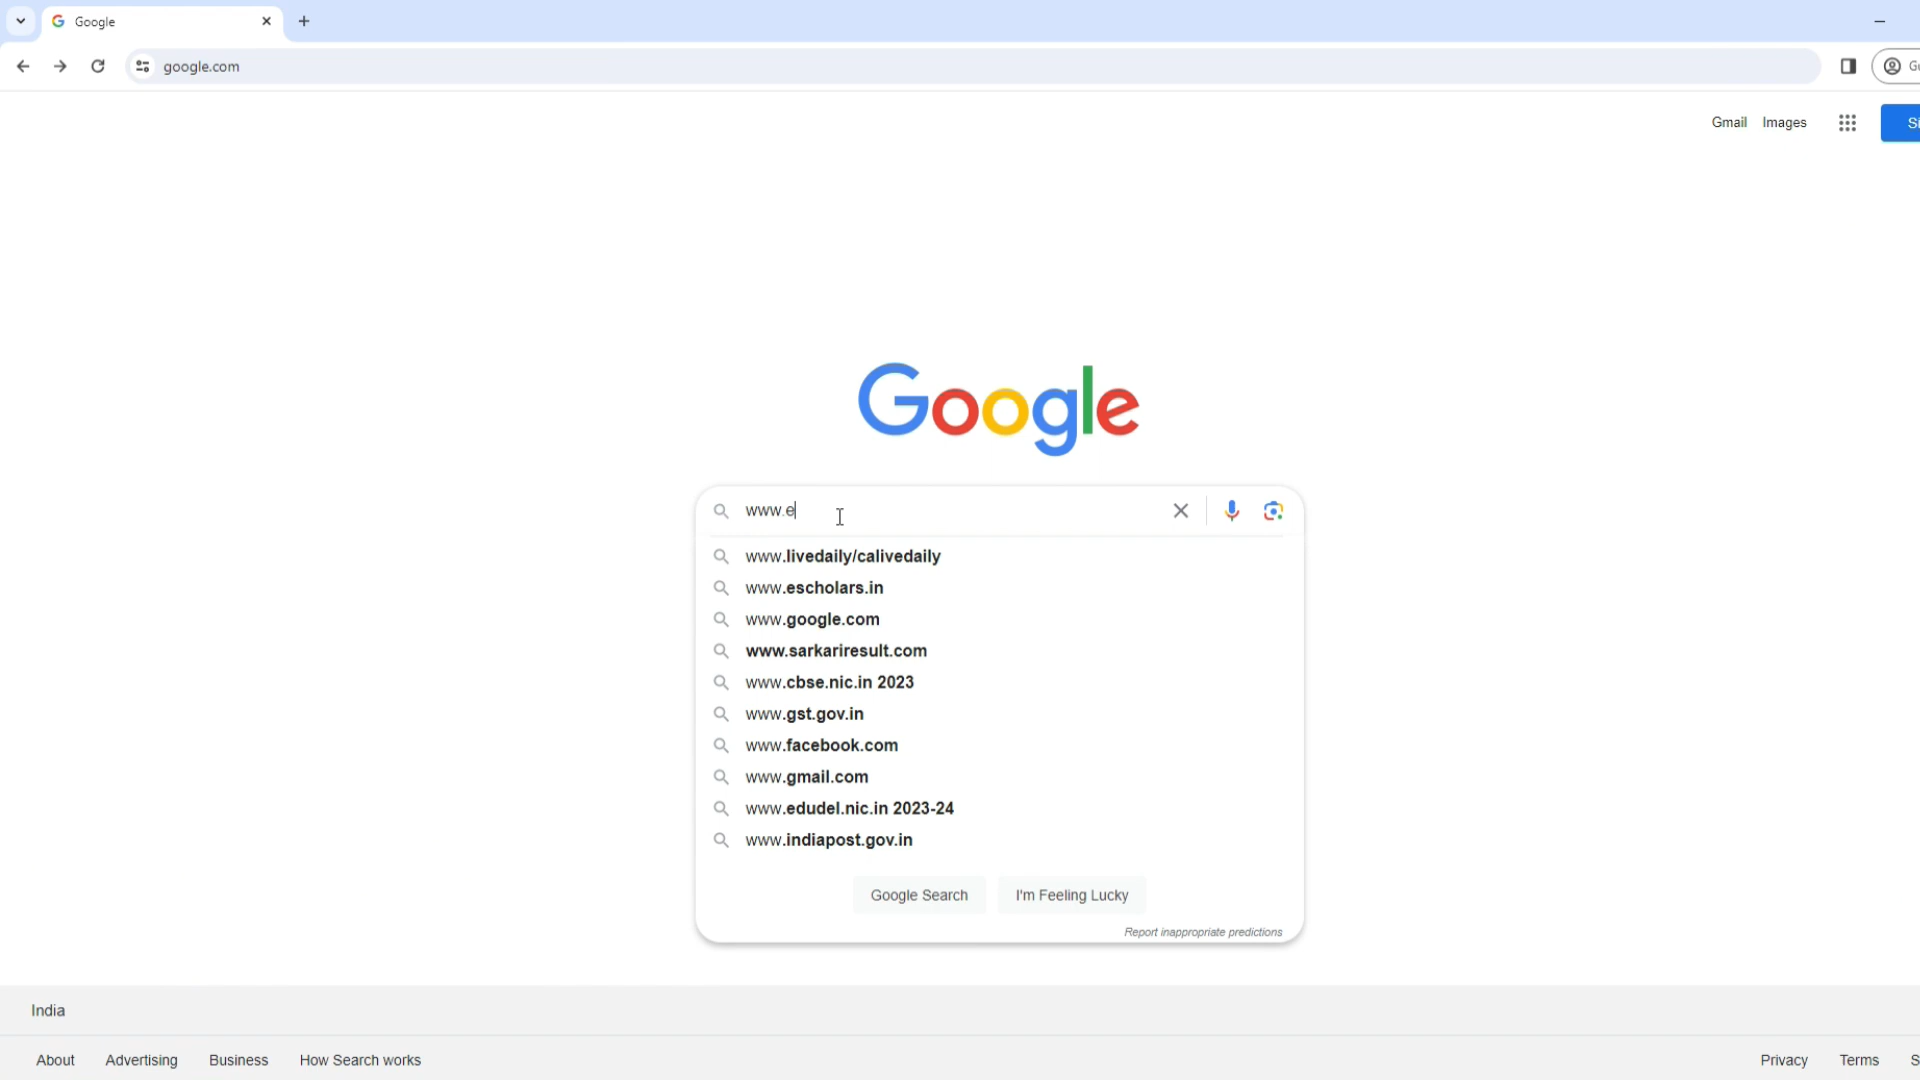 Google
google.com
Gmail Images
Google
www.e
www.livedaily/calivedaily
www.escholars.in
www.google.com
www.sarkariresult.com
www.cbse.nic.in 2023
www.gst.gov.in
www.facebook.com
www.gmail.com
www.edudel.nic.in 2023-24
www.indiapost.gov.in
Google Search I'm Feeling Lucky
Report inappropriate predictions
India
About Advertising Business How Search works Privacy Terms